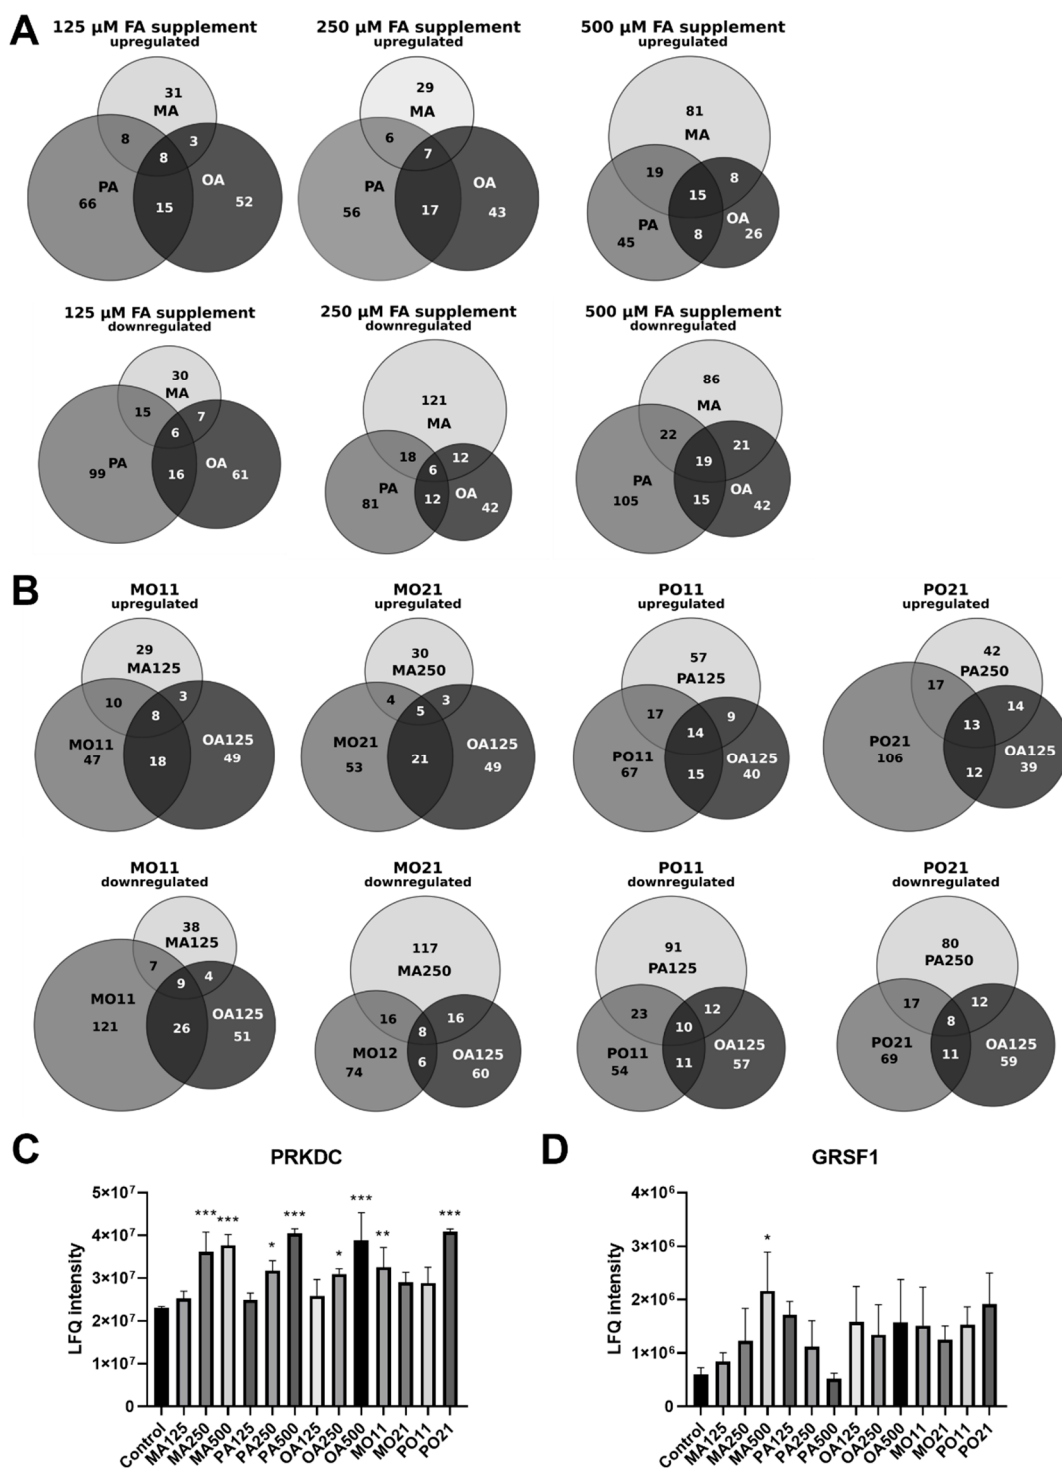 A
125 µM FA supplement
upregulated
31
MA
8
3
8
PA
OA
66
15
52
250 µM FA supplement
upregulated
29
MA
6
7
PA
OA
56
17
43
500 µM FA supplement
upregulated
81
MA
19
8
15
PA
OA
45
8
26
125 µM FA supplement
downregulated
30
MA
15
7
6
99
PA
16
OA
61
250 µM FA supplement
downregulated
121
MA
18
12
6
PA
OA
81
12
42
500 µM FA supplement
downregulated
86
MA
22
21
19
PA
OA
105
15
42
B
MO11
upregulated
29
MA125
10
3
8
MO11
OA125
47
18
49
MO21
upregulated
30
MA250
4
3
5
MO21
OA125
53
21
49
PO11
upregulated
57
PA125
17
9
14
PO11
OA125
67
15
40
PO21
upregulated
42
PA250
17
14
13
PO21
OA125
106
12
39
MO11
downregulated
38
MA125
7
4
9
MO11
OA125
121
26
51
MO21
downregulated
117
MA250
16
16
8
MO12
OA125
74
6
60
PO11
downregulated
91
PA125
23
12
10
PO11
OA125
54
11
57
PO21
downregulated
80
PA250
17
12
8
PO21
OA125
69
11
59
C
PRKDC
LFQ intensity
5×10⁷
4×10⁷
3×10⁷
2×10⁷
1×10⁷
0
*** *** * *** * *** ** ***
Control MA125 MA250 MA500 PA125 PA250 PA500 OA125 OA250 OA500 MO11 MO21 PO11 PO21
D
GRSF1
LFQ intensity
4×10⁶
3×10⁶
2×10⁶
1×10⁶
0
*
Control MA125 MA250 MA500 PA125 PA250 PA500 OA125 OA250 OA500 MO11 MO21 PO11 PO21